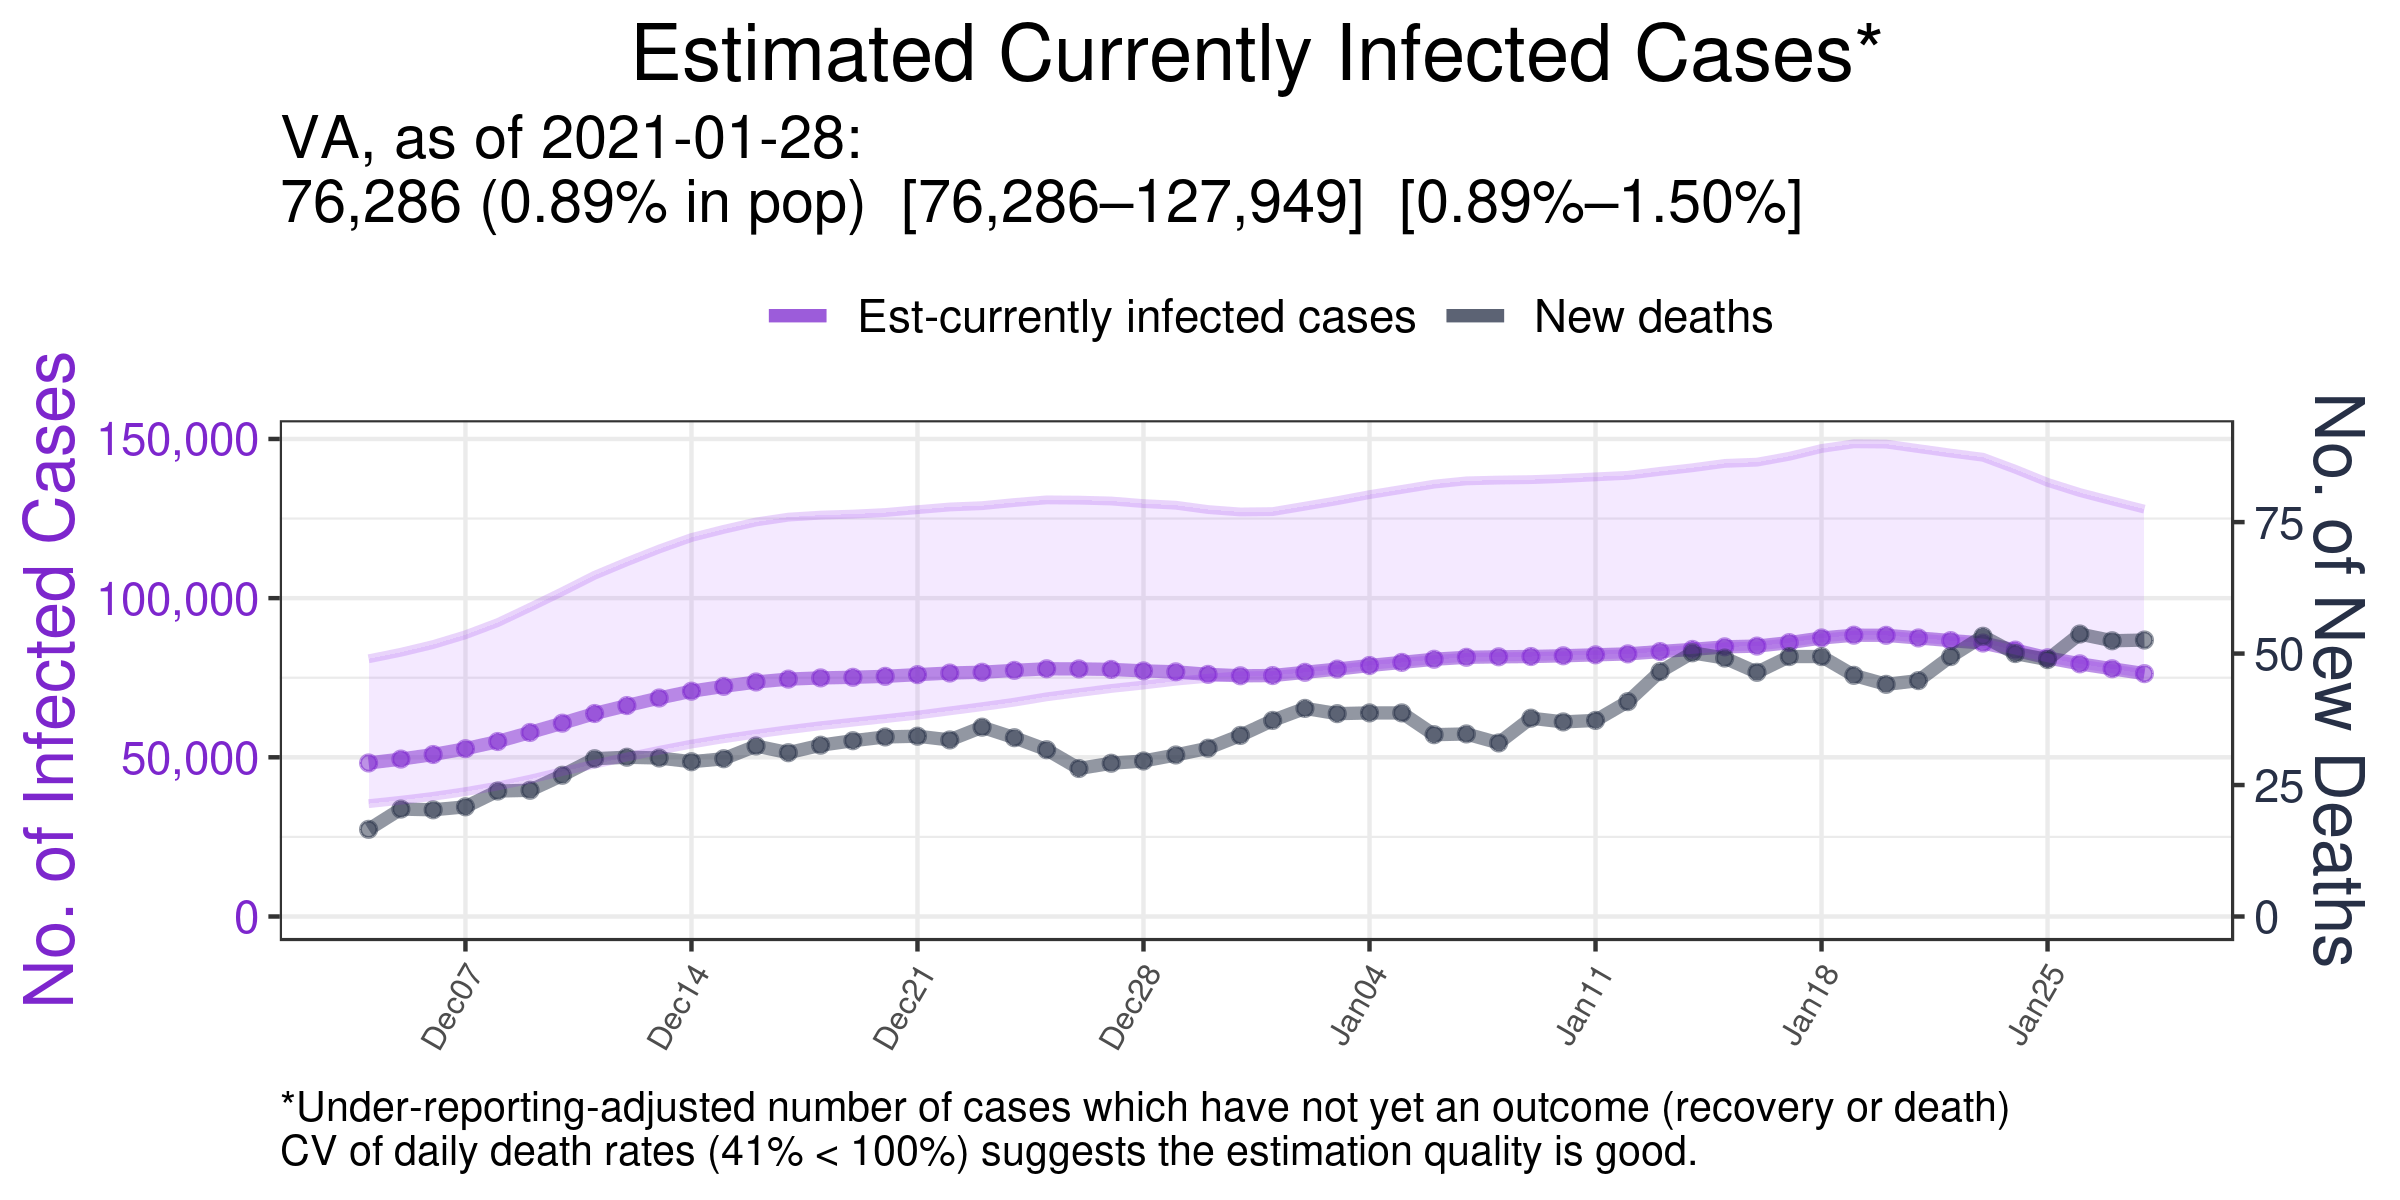 Estimated Currently Infected Cases*
VA, as of 2021-01-28:
76,286 (0.89% in pop)  [76,286–127,949]  [0.89%–1.50%]
Est-currently infected cases
New deaths
No. of Infected Cases
150,000
100,000
50,000
0
75
50
25
0
No. of New Deaths
Dec07
Dec14
Dec21
Dec28
Jan04
Jan11
Jan18
Jan25
*Under-reporting-adjusted number of cases which have not yet an outcome (recovery or death)
CV of daily death rates (41% < 100%) suggests the estimation quality is good.